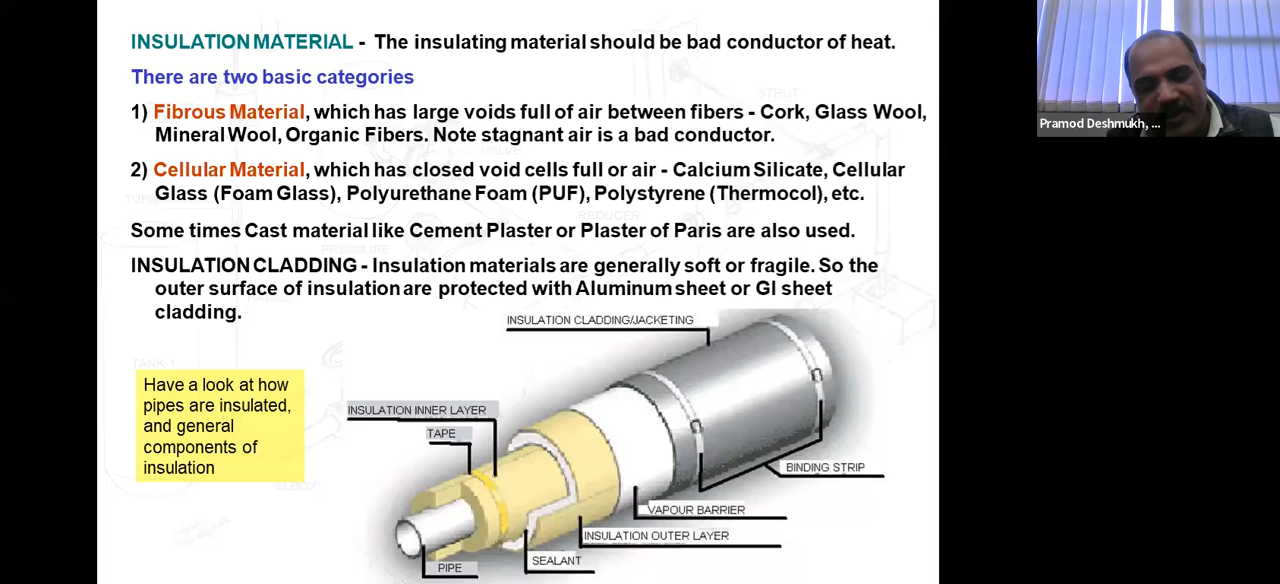 INSULATION MATERIAL - The insulating material should be bad conductor of heat.
There are two basic categories
1) Fibrous Material, which has large voids full of air between fibers - Cork, Glass Wool,
Mineral Wool, Organic Fibers. Note stagnant air is a bad conductor.
2) Cellular Material, which has closed void cells full or air - Calcium Silicate, Cellular
Glass (Foam Glass), Polyurethane Foam (PUF), Polystyrene (Thermocol), etc.
Some times Cast material like Cement Plaster or Plaster of Paris are also used.
INSULATION CLADDING - Insulation materials are generally soft or fragile. So the
outer surface of insulation are protected with Aluminum sheet or GI sheet
cladding.
Have a look at how
pipes are insulated,
and general
components of
insulation
INSULATION CLADDING/JACKETING
INSULATION INNER LAYER
TAPE
BINDING STRIP
VAPOUR BARRIER
INSULATION OUTER LAYER
SEALANT
PIPE
STRUT
REDUCER
TANK-1
ELBOW
Pramod Deshmukh, ...